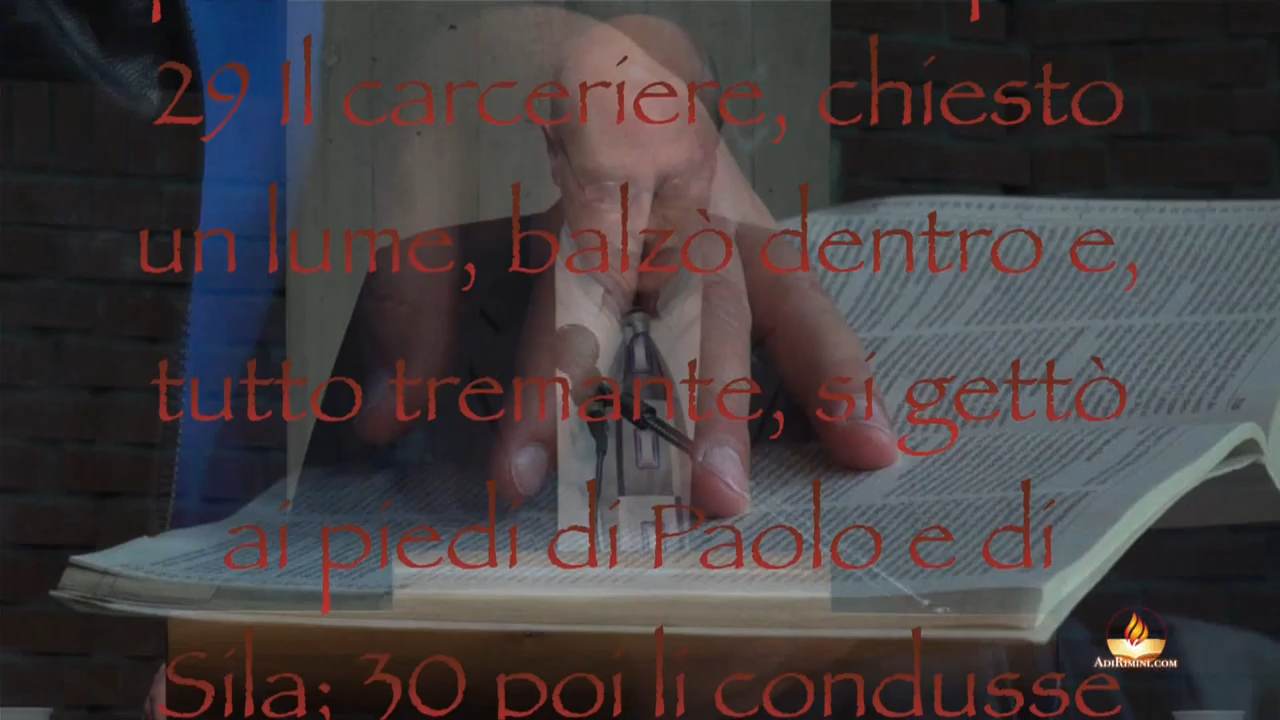 29 Il carceriere, chiesto
un lume, balzò dentro e,
tutto tremante, si gettò
ai piedi di Paolo e di
Sila; 30 poi li condusse
ADIRIMINI.COM